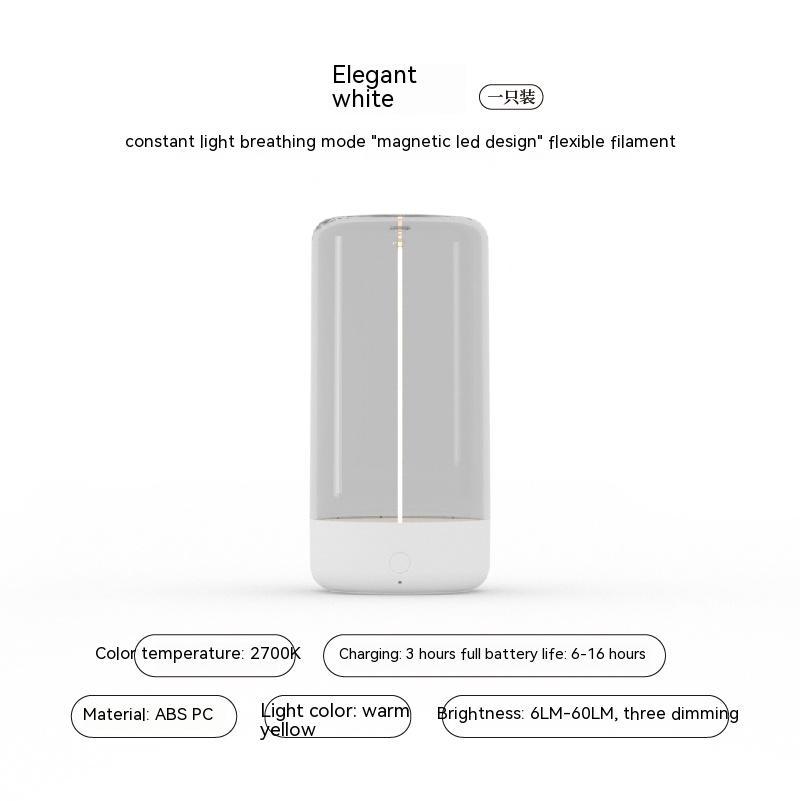 Elegant
white
一只装
constant light breathing mode "magnetic led design" flexible filament
Color temperature: 2700K
Charging: 3 hours full battery life: 6-16 hours
Material: ABS PC
Light color: warm
yellow
Brightness: 6LM-60LM, three dimming